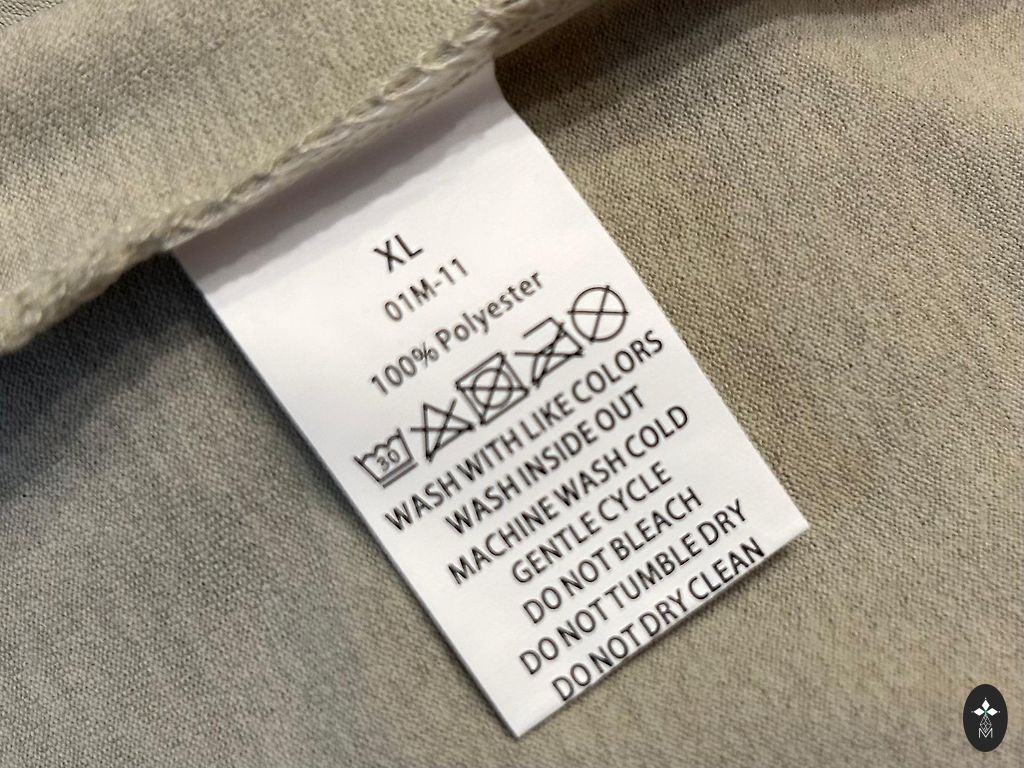 XL
01M-11
100% Polyester
30
WASH WITH LIKE COLORS
WASH INSIDE OUT
MACHINE WASH COLD
GENTLE CYCLE
DO NOT BLEACH
DO NOT TUMBLE DRY
DO NOT DRY CLEAN
M